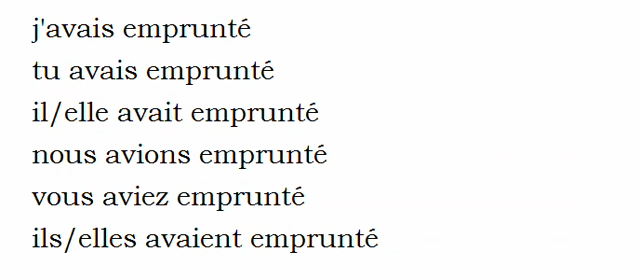 j'avais emprunté
tu avais emprunté
il/elle avait emprunté
nous avions emprunté
vous aviez emprunté
ils/elles avaient emprunté